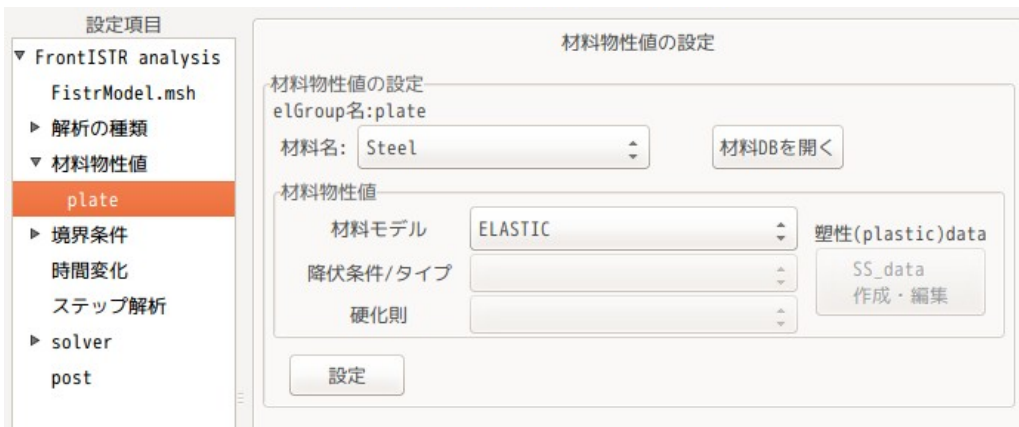 設定項目
FrontISTR analysis
FistrModel.msh
解析の種類
材料物性値
plate
境界条件
時間変化
ステップ解析
solver
post
材料物性値の設定
材料物性値の設定
elGroup名:plate
材料名: Steel 材料DBを開く
材料物性値
材料モデル ELASTIC 塑性(plastic)data
降伏条件/タイプ SS_data
作成・編集
硬化則
設定